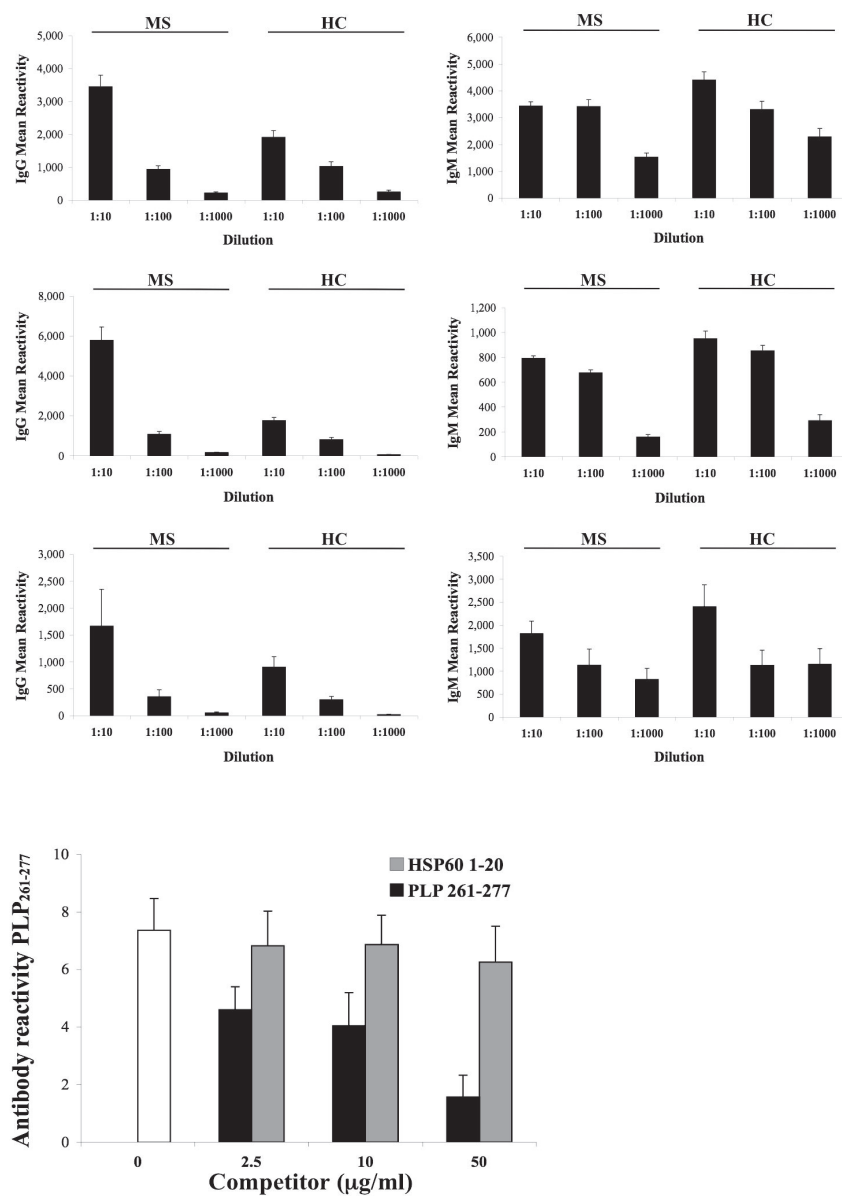 MS HC
IgG Mean Reactivity
5,000
4,000
3,000
2,000
1,000
0
1:10 1:100 1:1000 1:10 1:100 1:1000
Dilution
MS HC
IgM Mean Reactivity
6,000
5,000
4,000
3,000
2,000
1,000
0
1:10 1:100 1:1000 1:10 1:100 1:1000
Dilution
MS HC
IgG Mean Reactivity
8,000
6,000
4,000
2,000
0
1:10 1:100 1:1000 1:10 1:100 1:1000
Dilution
MS HC
IgM Mean Reactivity
1,200
1,000
800
600
400
200
0
1:10 1:100 1:1000 1:10 1:100 1:1000
Dilution
MS HC
IgG Mean Reactivity
3,000
2,500
2,000
1,500
1,000
500
0
1:10 1:100 1:1000 1:10 1:100 1:1000
Dilution
MS HC
IgM Mean Reactivity
3,500
3,000
2,500
2,000
1,500
1,000
500
0
1:10 1:100 1:1000 1:10 1:100 1:1000
Dilution
Antibody reactivity PLP261-277
10
8
6
4
2
0
HSP60 1-20
PLP 261-277
0 2.5 10 50
Competitor (μg/ml)